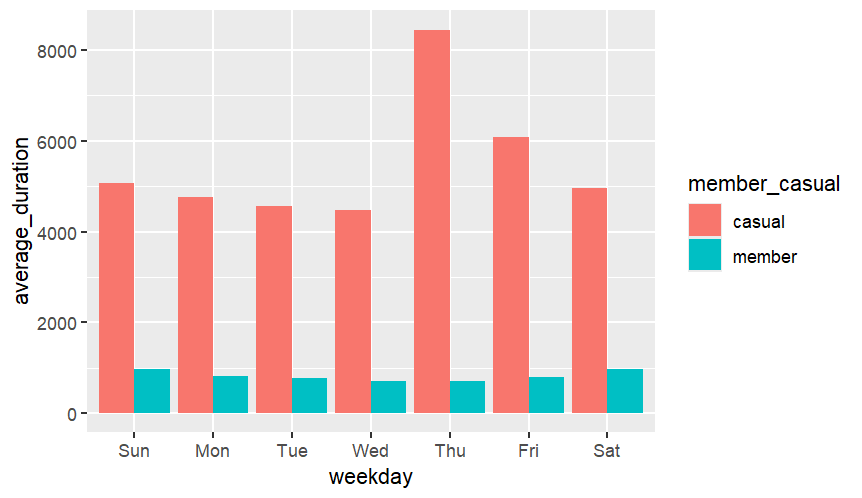 8000
6000
4000
2000
0
average_duration
Sun Mon Tue Wed Thu Fri Sat
weekday
member_casual
casual
member